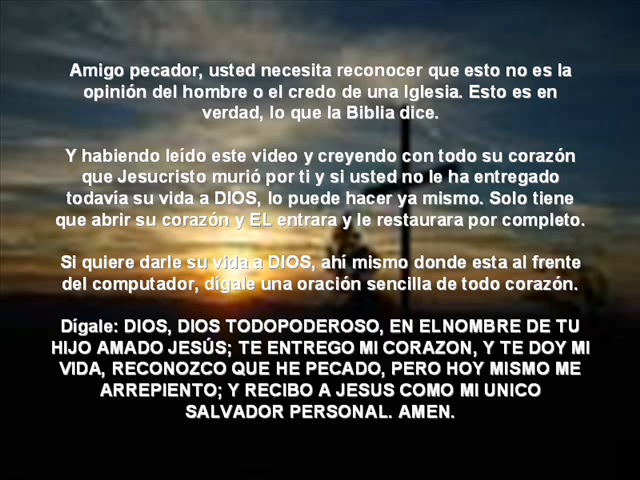 Amigo pecador, usted necesita reconocer que esto no es la
opinión del hombre o el credo de una Iglesia. Esto es en
verdad, lo que la Biblia dice.
Y habiendo leído este video y creyendo con todo su corazón
que Jesucristo murió por ti y si usted no le ha entregado
todavía su vida a DIOS, lo puede hacer ya mismo. Solo tiene
que abrir su corazón y EL entrara y le restaurara por completo.
Si quiere darle su vida a DIOS, ahí mismo donde esta al frente
del computador, dígale una oración sencilla de todo corazón.
Dígale: DIOS, DIOS TODOPODEROSO, EN ELNOMBRE DE TU
HIJO AMADO JESÚS; TE ENTREGO MI CORAZON, Y TE DOY MI
VIDA, RECONOZCO QUE HE PECADO, PERO HOY MISMO ME
ARREPIENTO; Y RECIBO A JESUS COMO MI UNICO
SALVADOR PERSONAL. AMEN.